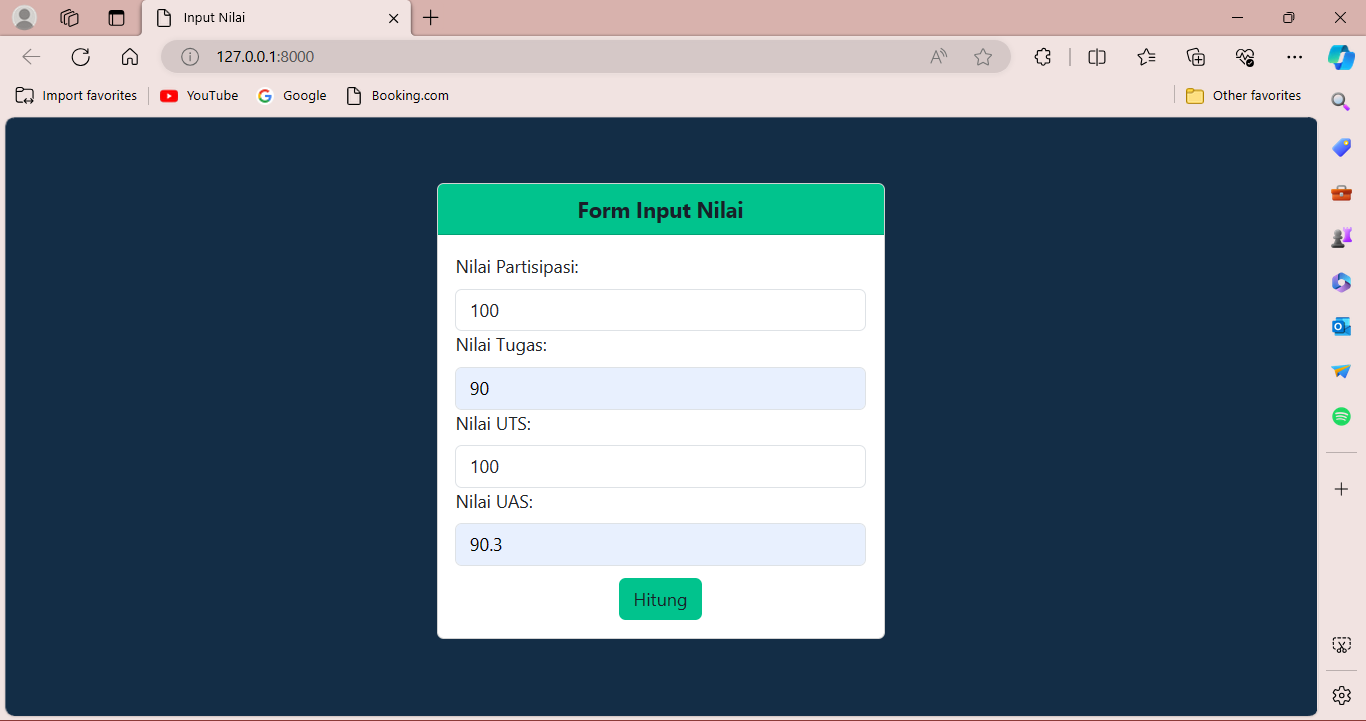 Input Nilai
127.0.0.1:8000
Import favorites
YouTube
Google
Booking.com
Other favorites
Form Input Nilai
Nilai Partisipasi:
100
Nilai Tugas:
90
Nilai UTS:
100
Nilai UAS:
90.3
Hitung